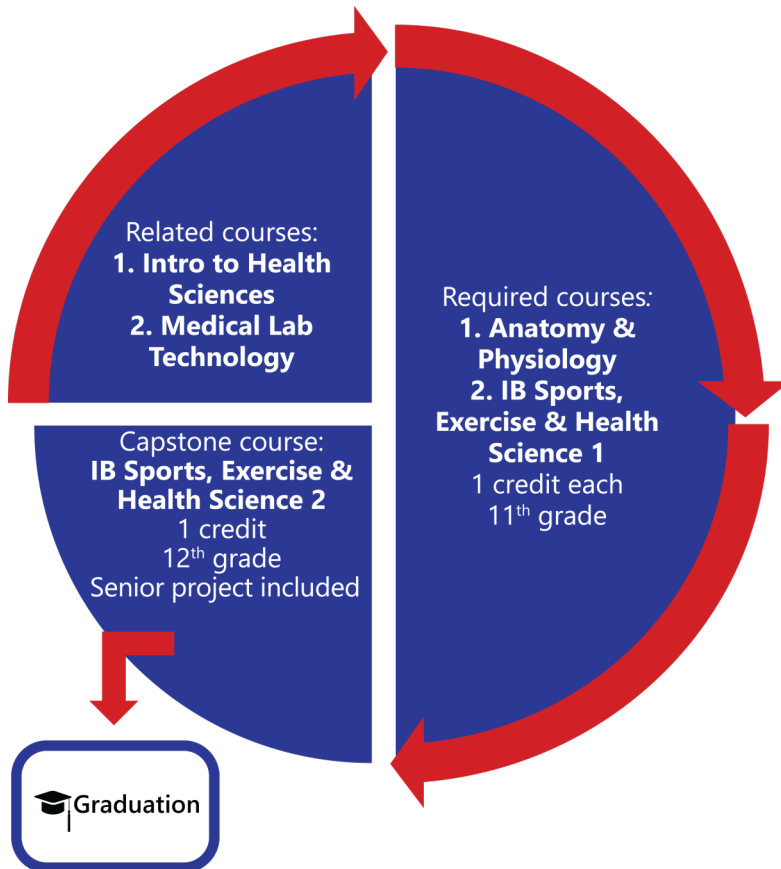 Related courses:
1. Intro to Health
Sciences
2. Medical Lab
Technology
Required courses:
1. Anatomy &
Physiology
2. IB Sports,
Exercise & Health
Science 1
1 credit each
11th grade
Capstone course:
IB Sports, Exercise &
Health Science 2
1 credit
12th grade
Senior project included
Graduation